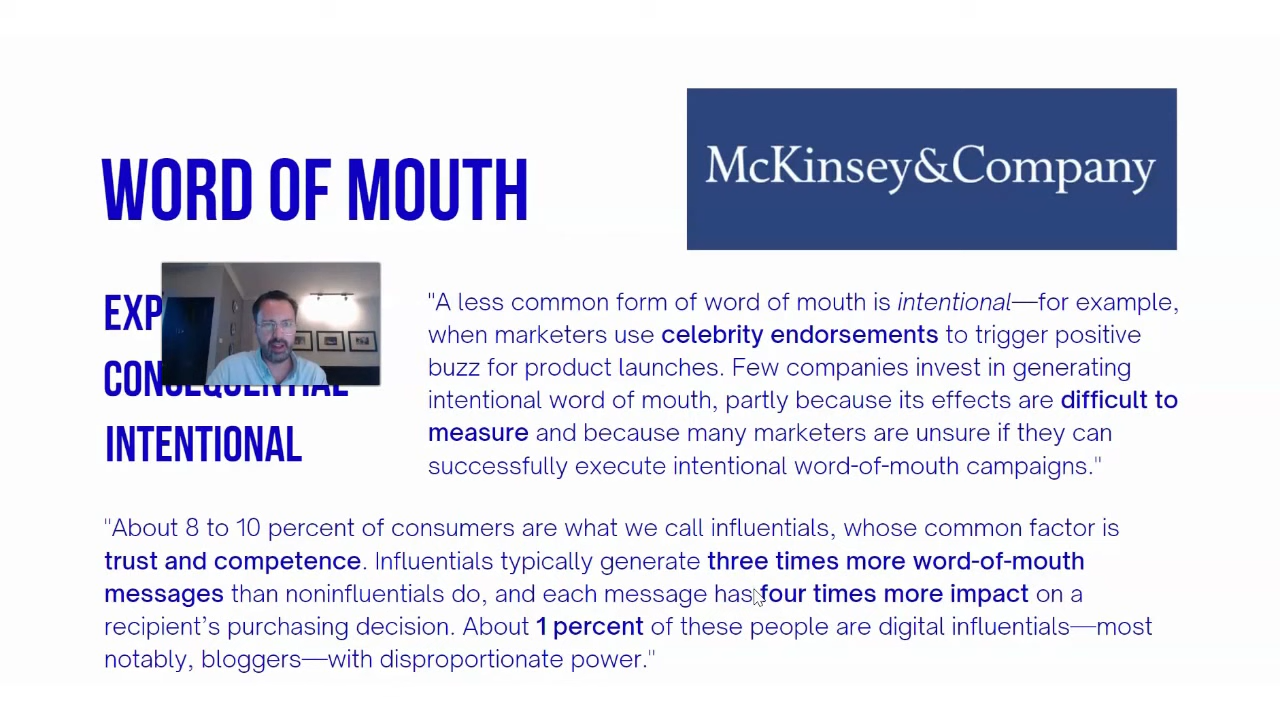 McKinsey&Company
WORD OF MOUTH
INTENTIONAL
"A less common form of word of mouth is intentional—for example,
when marketers use celebrity endorsements to trigger positive
buzz for product launches. Few companies invest in generating
intentional word of mouth, partly because its effects are difficult to
measure and because many marketers are unsure if they can
successfully execute intentional word-of-mouth campaigns."
"About 8 to 10 percent of consumers are what we call influentials, whose common factor is
trust and competence. Influentials typically generate three times more word-of-mouth
messages than noninfluentials do, and each message has four times more impact on a
recipient’s purchasing decision. About 1 percent of these people are digital influentials—most
notably, bloggers—with disproportionate power."